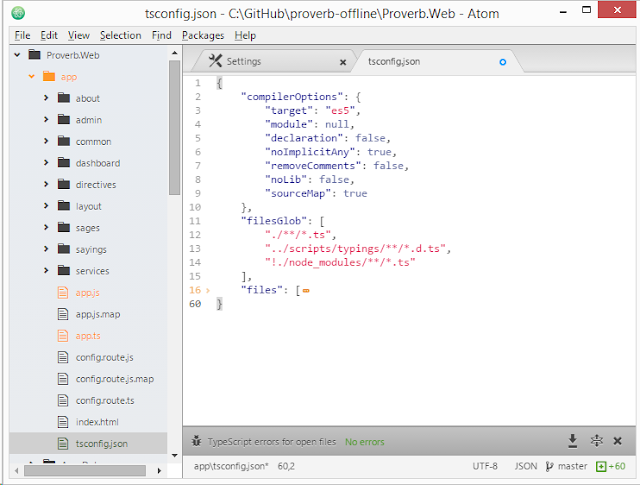 tsconfig.json - C:\GitHub\proverb-offline\Proverb.Web - Atom
File Edit View Selection Find Packages Help
Proverb.Web
app
about
admin
common
dashboard
directives
layout
sages
sayings
services
app.js
app.js.map
app.ts
config.route.js
config.route.js.map
config.route.ts
index.html
tsconfig.json
Settings
tsconfig.json
1 {
2 "compilerOptions": {
3 "target": "es5",
4 "module": null,
5 "declaration": false,
6 "noImplicitAny": true,
7 "removeComments": false,
8 "noLib": false,
9 "sourceMap": true
10 },
11 "filesGlob": [
12 "./**/*.ts",
13 "../scripts/typings/**/*.d.ts",
14 "!./node_modules/**/*.ts"
15 ],
16 "files": [
60 }
TypeScript errors for open files No errors
app\tsconfig.json* 60,2 UTF-8 JSON master +60